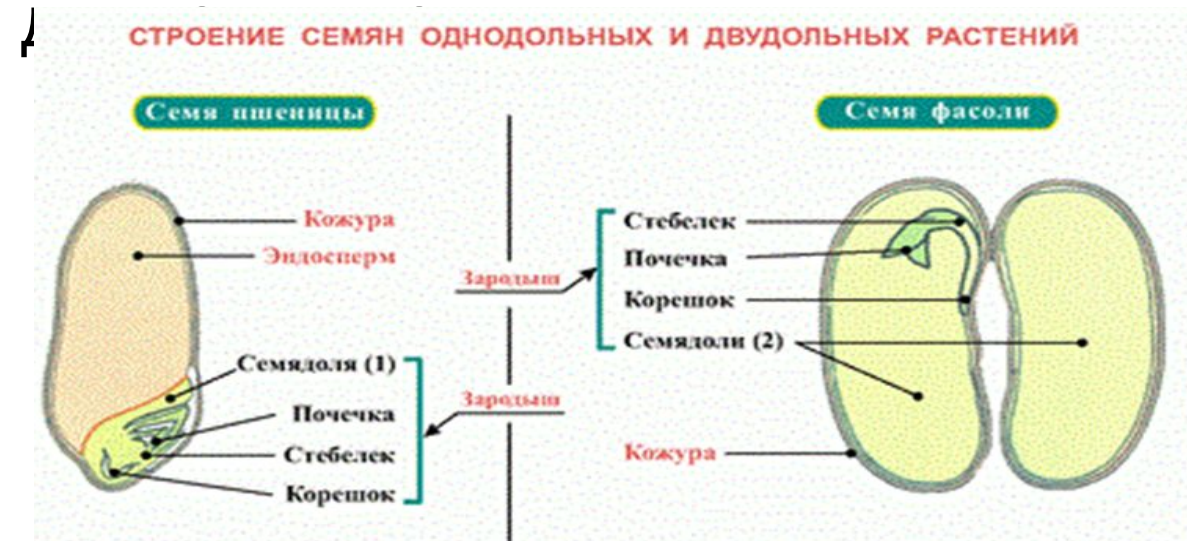 СТРОЕНИЕ СЕМЯН ОДНОДОЛЬНЫХ И ДВУДОЛЬНЫХ РАСТЕНИЙ
Семя пшеницы
Кожура
Эндосперм
Семядоля (1)
Почечка
Стебелек
Корешок
Зародыш
Зародыш
Семя фасоли
Стебелек
Почечка
Корешок
Семядоли (2)
Кожура